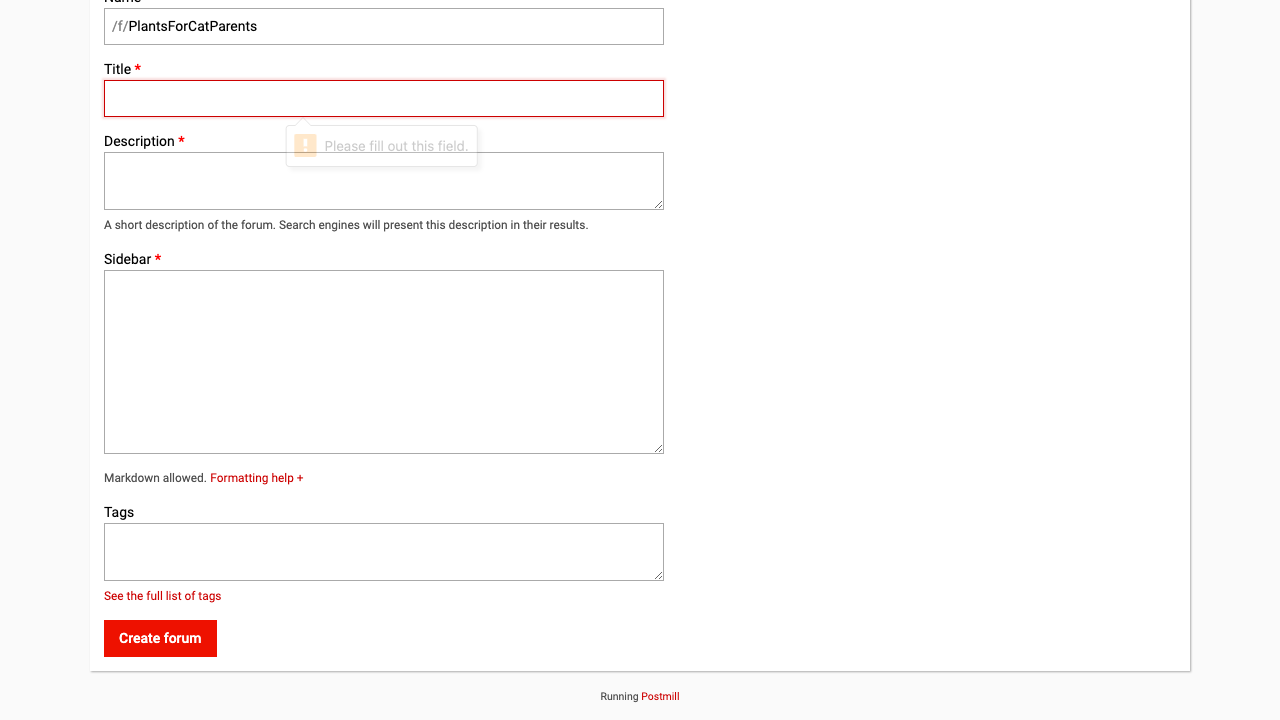 Name
/f/PlantsForCatParents
Title *
Please fill out this field.
Description *
A short description of the forum. Search engines will present this description in their results.
Sidebar *
Markdown allowed. Formatting help +
Tags
See the full list of tags
Create forum
Running Postmill